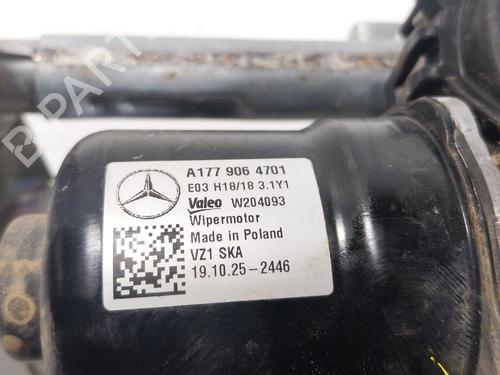 A177 906 4701
E03 H18/18 3.1Y1
Valeo W204093
Wipermotor
Made in Poland
VZ1 SKA
19.10.25-2446
B-PARTS